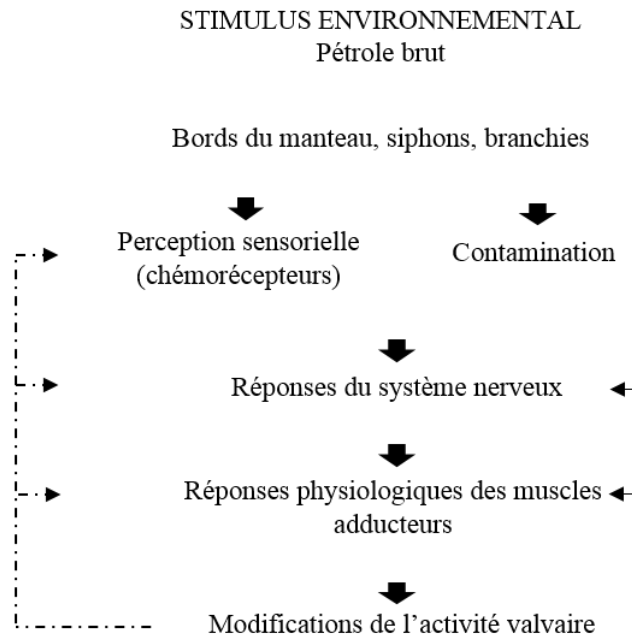 STIMULUS ENVIRONNEMENTAL
Pétrole brut
Bords du manteau, siphons, branchies
Perception sensorielle
(chémorécepteurs)
Contamination
Réponses du système nerveux
Réponses physiologiques des muscles
adducteurs
Modifications de l’activité valvaire